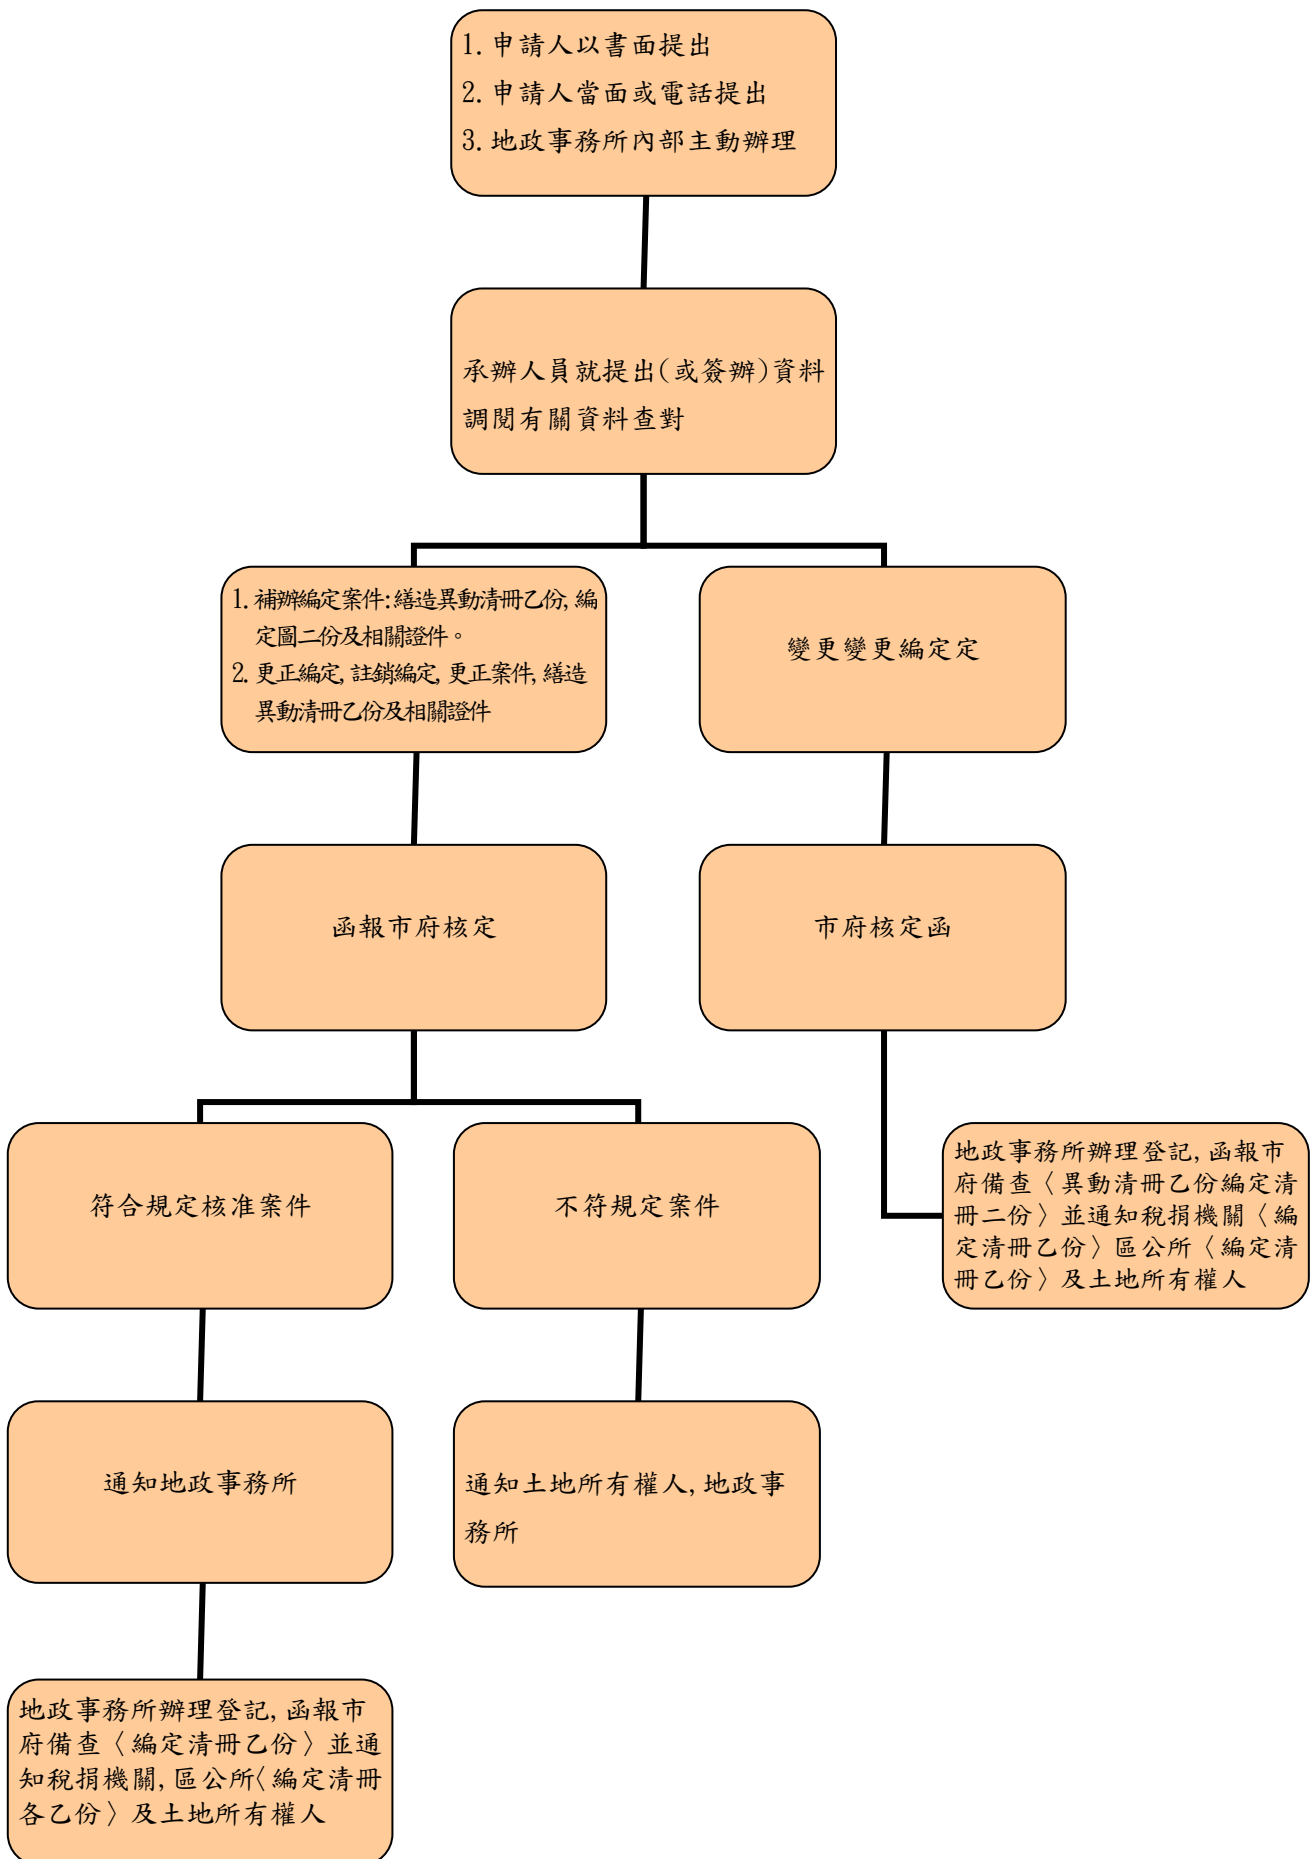 1. 申請人以書面提出
2. 申請人當面或電話提出
3. 地政事務所內部主動辦理
承辦人員就提出(或簽辦)資料
調閱有關資料查對
1. 補辦編定案件:繕造異動清冊乙份, 編
定圖二份及相關證件。
2. 更正編定, 註銷編定, 更正案件, 繕造
異動清冊乙份及相關證件
變更變更編定定
函報市府核定
市府核定函
符合規定核准案件
不符規定案件
地政事務所辦理登記, 函報市
府備查〈異動清冊乙份編定清
冊二份〉並通知稅捐機關〈編
定清冊乙份〉區公所〈編定清
冊乙份〉及土地所有權人
通知地政事務所
通知土地所有權人, 地政事
務所
地政事務所辦理登記, 函報市
府備查〈編定清冊乙份〉並通
知稅捐機關, 區公所〈編定清冊
各乙份〉及土地所有權人